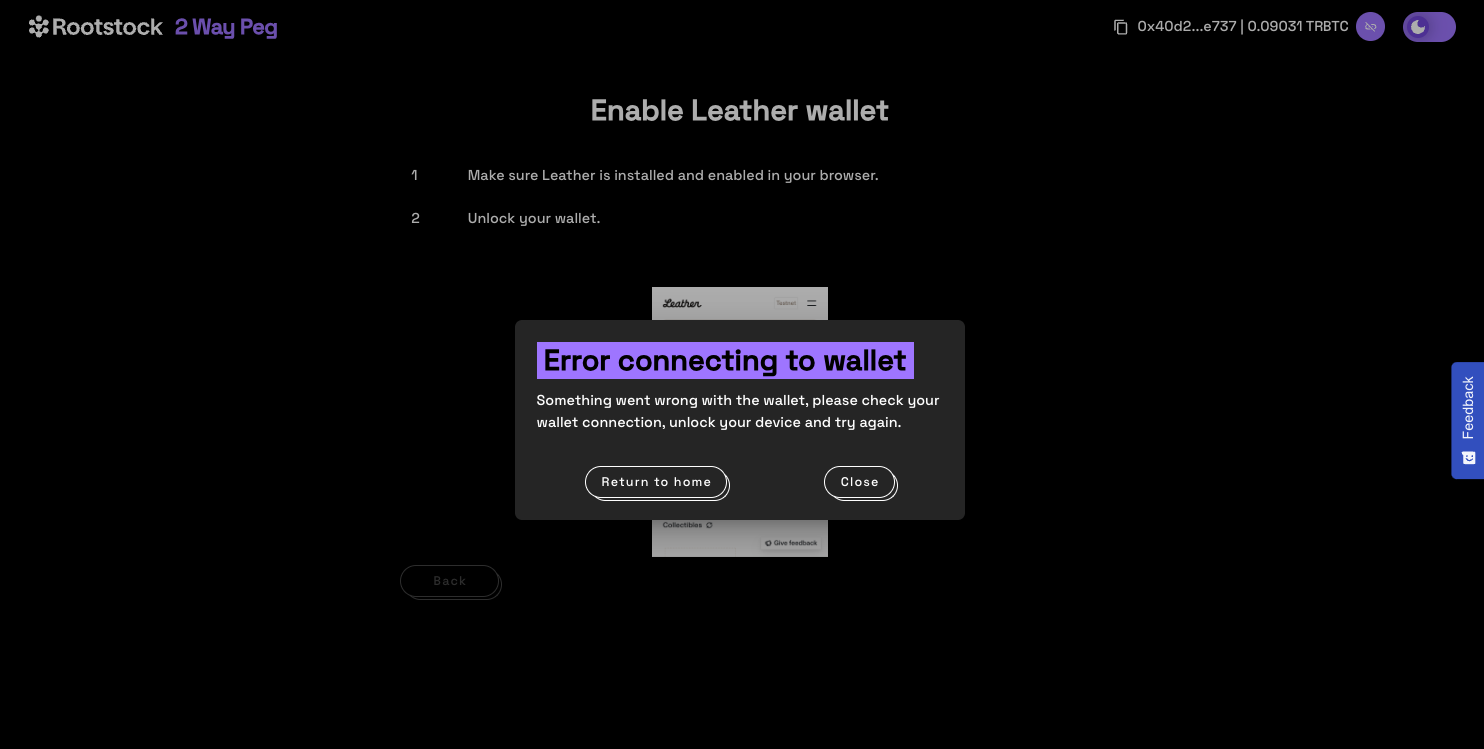 Rootstock 2 Way Peg
0x40d2...e737 | 0.09031 TRBTC
Enable Leather wallet
1 Make sure Leather is installed and enabled in your browser.
2 Unlock your wallet.
Leather Testnet
Error connecting to wallet
Something went wrong with the wallet, please check your
wallet connection, unlock your device and try again.
Return to home Close
Feedback
Collectibles
Give feedback
Back